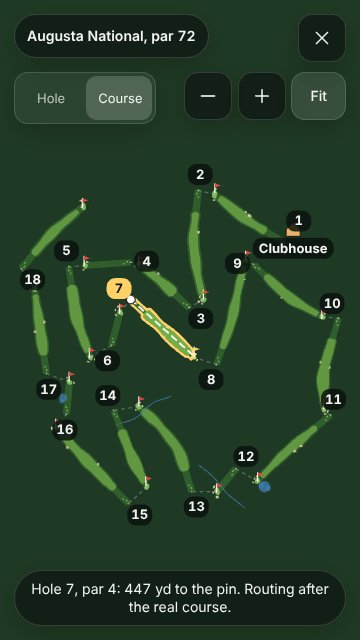 Augusta National, par 72
Hole
Course
Fit
2
1
Clubhouse
5
4
9
18
7
10
3
6
8
17
14
11
16
12
13
15
Hole 7, par 4: 447 yd to the pin. Routing after
the real course.